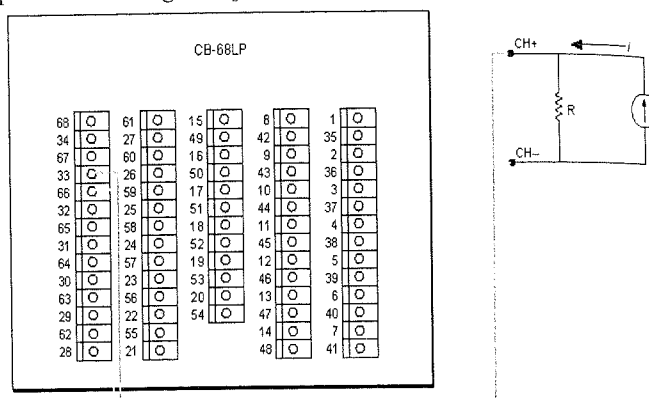 CB-68LP
68 61 15 8 1
34 27 49 42 35
67 60 16 9 2
33 26 50 43 36
66 59 17 10 3
32 25 51 44 37
65 58 18 11 4
31 24 52 45 38
64 57 19 12 5
30 23 53 46 39
63 56 20 13 6
29 22 54 47 40
62 55 14 7
28 21 48 41
CH+
I
R
CH–